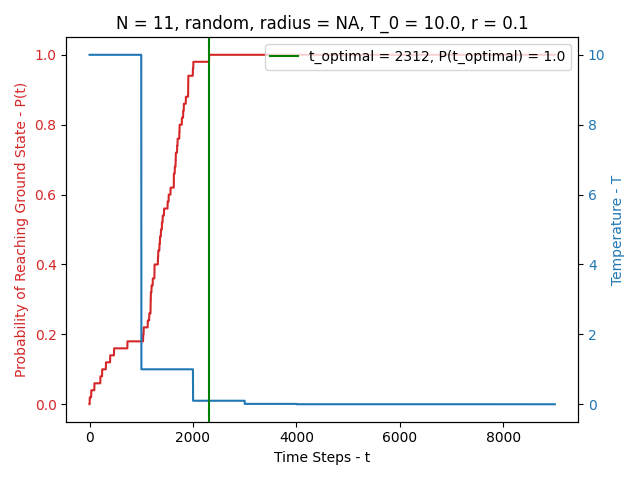 N = 11, random, radius = NA, T_0 = 10.0, r = 0.1
t_optimal = 2312, P(t_optimal) = 1.0
Probability of Reaching Ground State - P(t)
1.0
0.8
0.6
0.4
0.2
0.0
10
8
6
4
2
0
Temperature - T
0 2000 4000 6000 8000
Time Steps - t